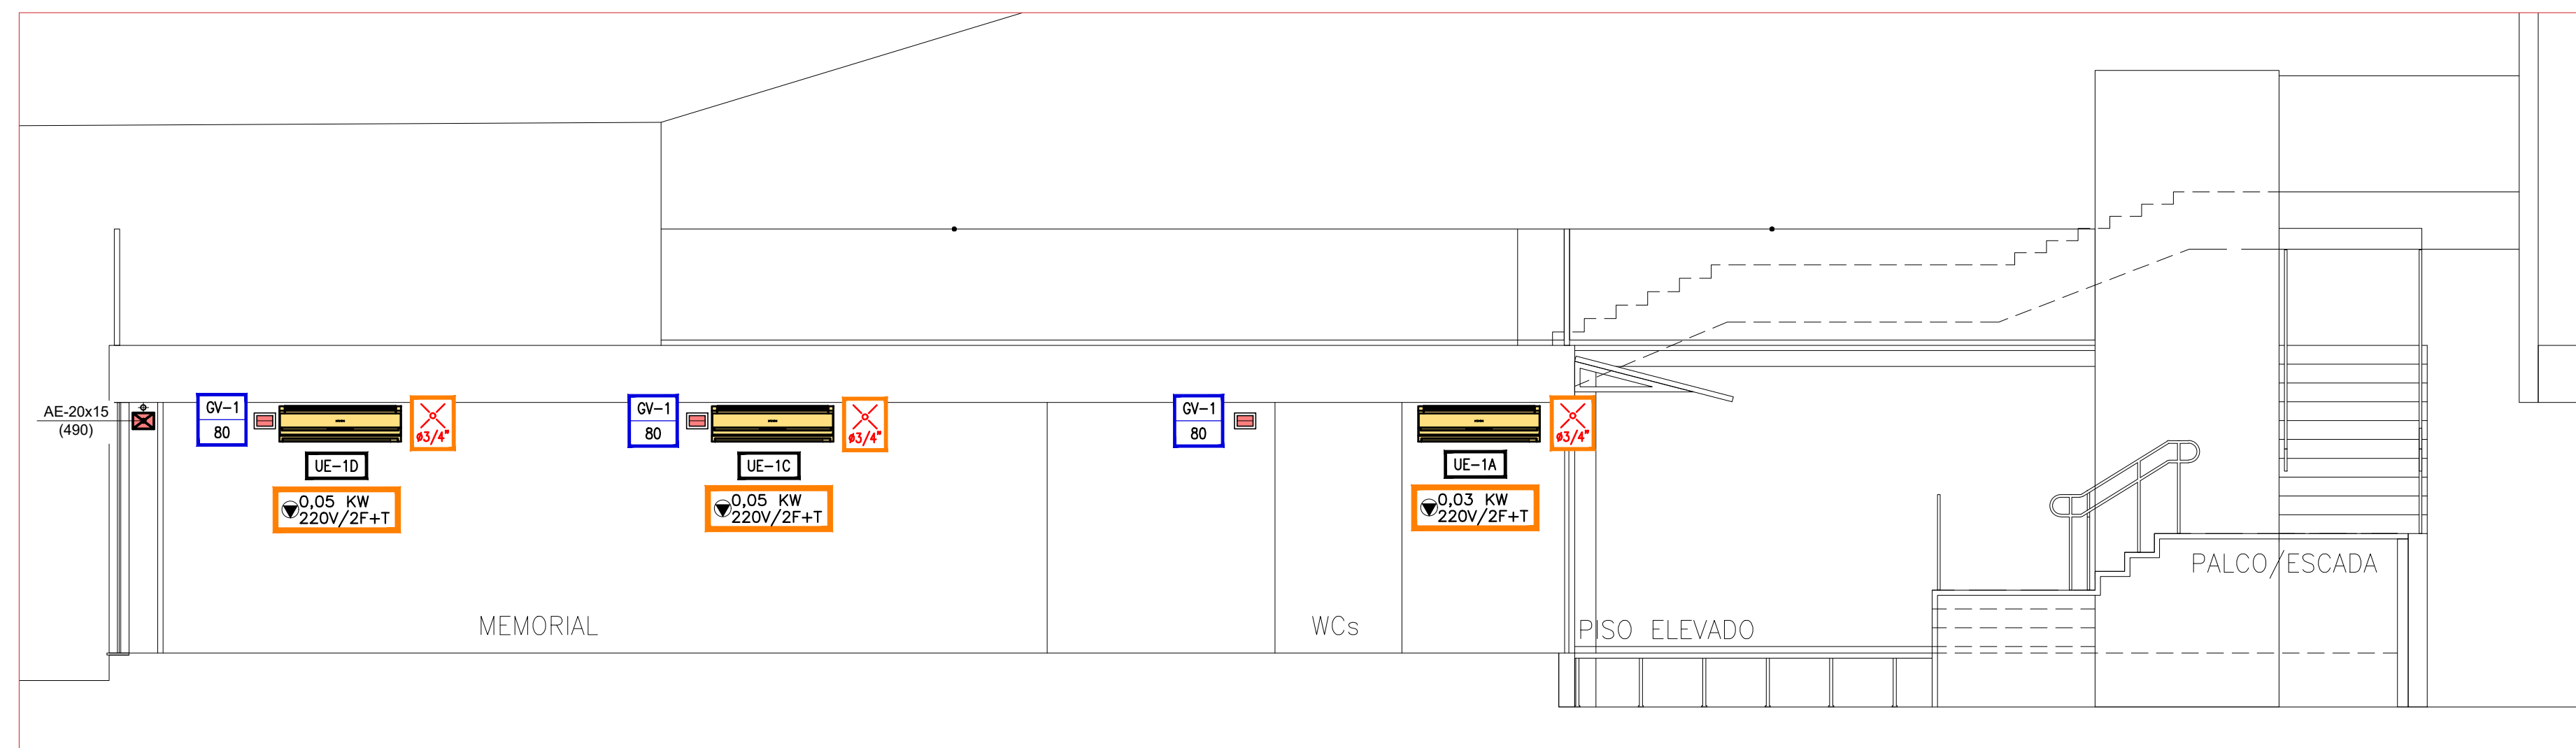 AE-20x15
(490)
GV-1
80
ø3/4"
UE-1D
0,05 KW
220V/2F+T
GV-1
80
ø3/4"
UE-1C
0,05 KW
220V/2F+T
GV-1
80
ø3/4"
UE-1A
0,03 KW
220V/2F+T
MEMORIAL
WCs
PISO ELEVADO
PALCO/ESCADA